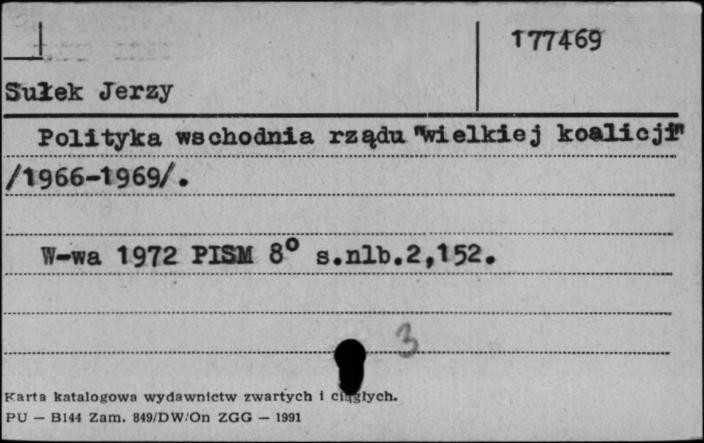 177469
Sułek Jerzy
Polityka wschodnia rządu "wielkiej koalicji"
/1966-1969/.
W-wa 1972 PISM 8° s.nlb.2,152.
3
Karta katalogowa wydawnictw zwartych i ciągłych.
PU — B144 Zam. 849/DW/On ZGG — 1991